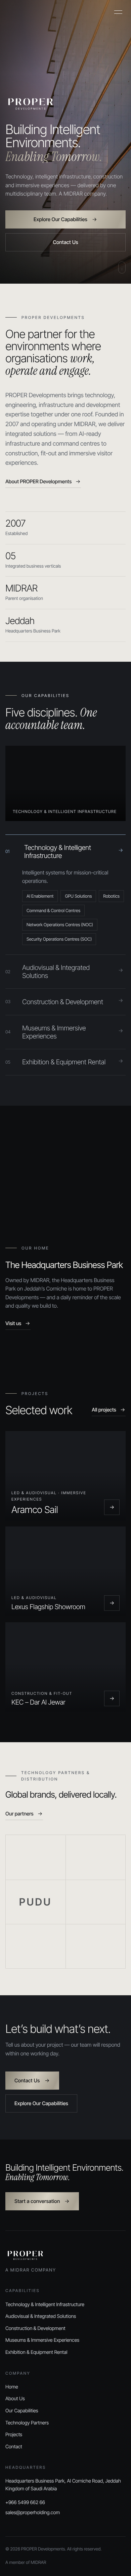 PROPER
DEVELOPMENTS
Building Intelligent
Environments.
Enabling Tomorrow.
Technology, intelligent infrastructure, construction
and immersive experiences — delivered by one
multidisciplinary team. A MIDRAR company.
Explore Our Capabilities →
Contact Us
PROPER DEVELOPMENTS
One partner for the
environments where
organisations work,
operate and engage.
PROPER Developments brings technology,
engineering, infrastructure and development
expertise together under one roof. Founded in
2007 and operating under MIDRAR, we deliver
integrated solutions — from AI-ready
infrastructure and command centres to
construction, fit-out and immersive visitor
experiences.
About PROPER Developments →
2007
Established
05
Integrated business verticals
MIDRAR
Parent organisation
Jeddah
Headquarters Business Park
OUR CAPABILITIES
Five disciplines. One
accountable team.
TECHNOLOGY & INTELLIGENT INFRASTRUCTURE
01
Technology & Intelligent
Infrastructure
→
Intelligent systems for mission-critical
operations.
AI Enablement
GPU Solutions
Robotics
Command & Control Centres
Network Operations Centres (NOC)
Security Operations Centres (SOC)
02
Audiovisual & Integrated
Solutions
→
03
Construction & Development
→
04
Museums & Immersive
Experiences
→
05
Exhibition & Equipment Rental
→
OUR HOME
The Headquarters Business Park
Owned by MIDRAR, the Headquarters Business
Park on Jeddah's Corniche is home to PROPER
Developments — and a daily reminder of the scale
and quality we build to.
Visit us →
PROJECTS
Selected work
All projects →
LED & AUDIOVISUAL · IMMERSIVE
EXPERIENCES
Aramco Sail
→
LED & AUDIOVISUAL
Lexus Flagship Showroom
→
CONSTRUCTION & FIT-OUT
KEC – Dar Al Jewar
→
TECHNOLOGY PARTNERS &
DISTRIBUTION
Global brands, delivered locally.
Our partners →
PUDU
Let's build what's next.
Tell us about your project — our team will respond
within one working day.
Contact Us →
Explore Our Capabilities
Building Intelligent Environments.
Enabling Tomorrow.
Start a conversation →
PROPER
DEVELOPMENTS
A MIDRAR COMPANY
CAPABILITIES
Technology & Intelligent Infrastructure
Audiovisual & Integrated Solutions
Construction & Development
Museums & Immersive Experiences
Exhibition & Equipment Rental
COMPANY
Home
About Us
Our Capabilities
Technology Partners
Projects
Contact
HEADQUARTERS
Headquarters Business Park, Al Corniche Road, Jeddah
Kingdom of Saudi Arabia
+966 5499 662 66
sales@properholding.com
© 2026 PROPER Developments. All rights reserved.
A member of MIDRAR